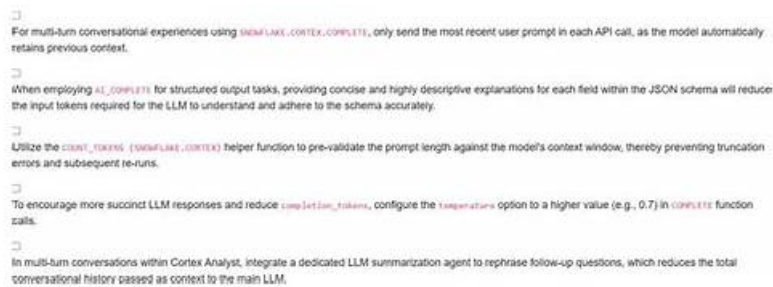 For multi-turn conversational experiences using SNOWFLAKE.CORTEX.COMPLETE, only send the most recent user prompt in each API call, as the model automatically
retains previous context.
When employing AI_COMPLETE for structured output tasks, providing concise and highly descriptive explanations for each field within the JSON schema will reduce
the input tokens required for the LLM to understand and adhere to the schema accurately.
Utilize the COUNT_TOKENS (SNOWFLAKE.CORTEX) helper function to pre-validate the prompt length against the model's context window, thereby preventing truncation
errors and subsequent re-runs.
To encourage more succinct LLM responses and reduce completion_tokens, configure the temperature option to a higher value (e.g., 0.7) in COMPLETE function
calls.
In multi-turn conversations within Cortex Analyst, integrate a dedicated LLM summarization agent to rephrase follow-up questions, which reduces the total
conversational history passed as context to the main LLM.